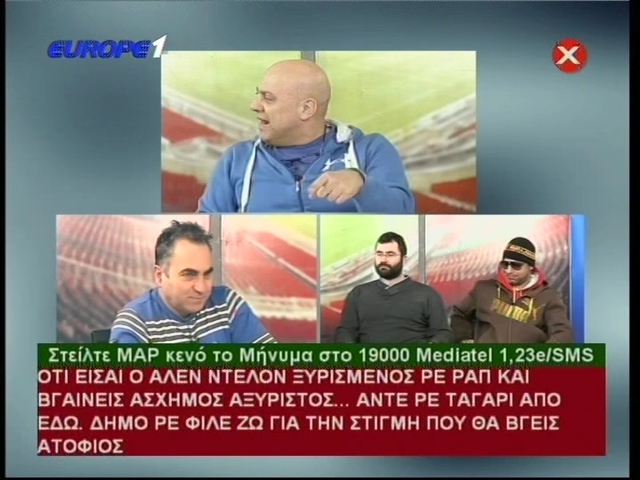 EUROPE 1
X
Στείλτε MAP κενό το Μήνυμα στο 19000 Mediatel 1,23e/SMS
ΟΤΙ ΕΙΣΑΙ Ο ΑΛΕΝ ΝΤΕΛΟΝ ΞΥΡΙΣΜΕΝΟΣ ΡΕ ΡΑΠ ΚΑΙ
ΒΓΑΙΝΕΙΣ ΑΣΧΗΜΟΣ ΑΞΥΡΙΣΤΟΣ... ΑΝΤΕ ΡΕ ΤΑΓΑΡΙ ΑΠΟ
ΕΔΩ. ΔΗΜΟ ΡΕ ΦΙΛΕ ΖΩ ΓΙΑ ΤΗΝ ΣΤΙΓΜΗ ΠΟΥ ΘΑ ΒΓΕΙΣ
ΑΤΟΦΙΟΣ